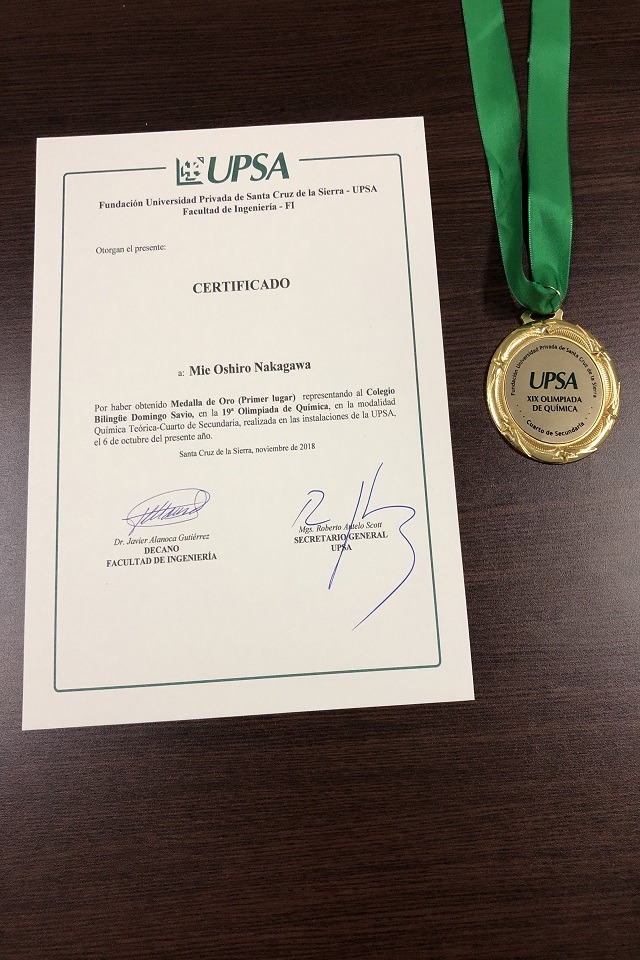 UPSA
Fundación Universidad Privada de Santa Cruz de la Sierra - UPSA
Facultad de Ingeniería - FI
Otorgan el presente:
CERTIFICADO
a: Mie Oshiro Nakagawa
Por haber obtenido Medalla de Oro (Primer lugar) representando al Colegio
Bilingüe Domingo Savio, en la 19ª Olimpiada de Química, en la modalidad
Química Teórica-Cuarto de Secundaria, realizada en las instalaciones de la UPSA,
el 6 de octubre del presente año.
Santa Cruz de la Sierra, noviembre de 2018
Dr. Javier Alanoca Gutiérrez
DECANO
FACULTAD DE INGENIERÍA
Mgs. Roberto Antelo Scott
SECRETARIO GENERAL
UPSA
Fundación Universidad Privada de Santa Cruz de la Sierra
UPSA
XIX OLIMPIADA
DE QUÍMICA
Cuarto de Secundaria